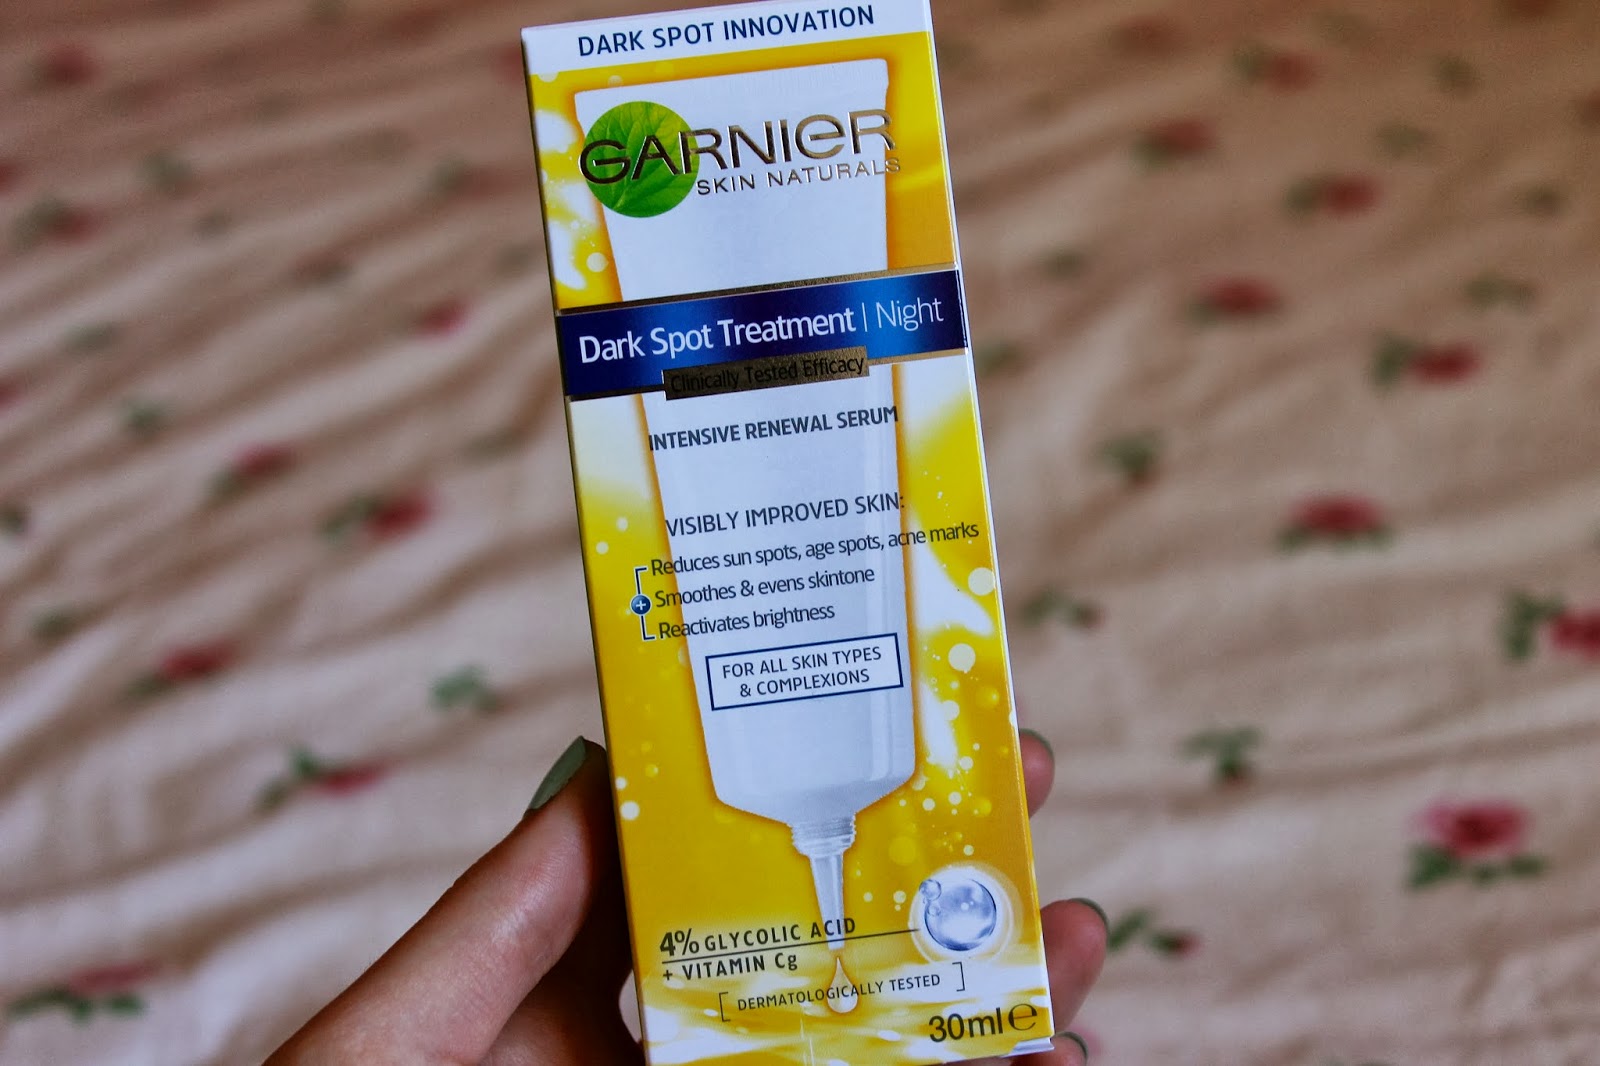 DARK SPOT INNOVATION
GARNIER
SKIN NATURALS
Dark Spot Treatment | Night
Clinically Tested Efficacy
INTENSIVE RENEWAL SERUM
VISIBLY IMPROVED SKIN:
Reduces sun spots, age spots, acne marks
+ Smoothes & evens skintone
Reactivates brightness
FOR ALL SKIN TYPES
& COMPLEXIONS
4% GLYCOLIC ACID
+ VITAMIN Cg
[ DERMATOLOGICALLY TESTED ]
30ml ℮